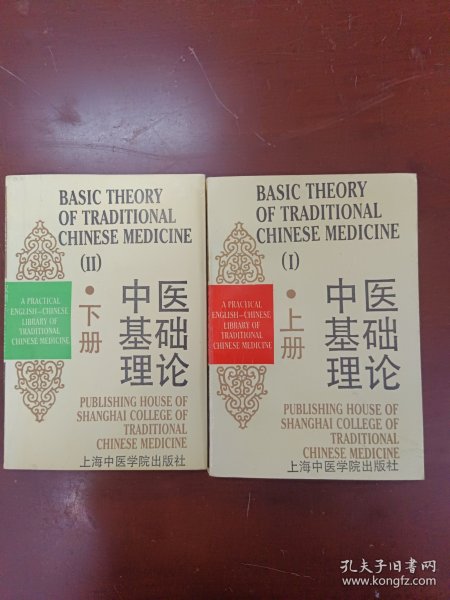 BASIC THEORY
OF TRADITIONAL
CHINESE MEDICINE
(II)
A PRACTICAL
ENGLISH—CHINESE
LIBRARY OF
TRADITIONAL
CHINESE MEDICINE
·下册
中医
基础
理论
PUBLISHING HOUSE OF
SHANGHAI COLLEGE OF
TRADITIONAL
CHINESE MEDICINE
上海中医学院出版社
BASIC THEORY
OF TRADITIONAL
CHINESE MEDICINE
(I)
A PRACTICAL
ENGLISH—CHINESE
LIBRARY OF
TRADITIONAL
CHINESE MEDICINE
·上册
中医
基础
理论
PUBLISHING HOUSE OF
SHANGHAI COLLEGE OF
TRADITIONAL
CHINESE MEDICINE
上海中医学院出版社
孔夫子旧书网
www.kongfz.com